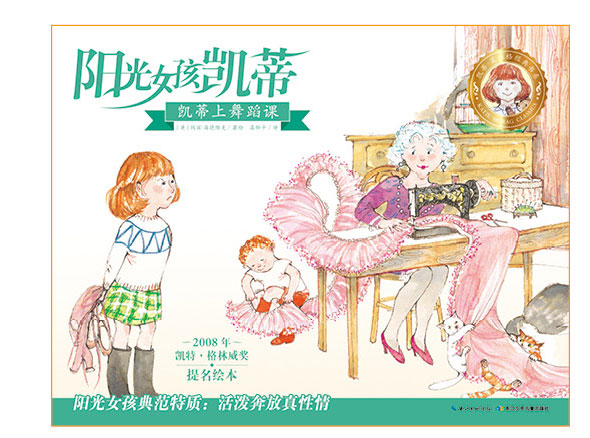 阳光女孩凯蒂
凯蒂上舞蹈课
2008年
凯特·格林威奖
提名绘本
阳光女孩典范特质：活泼奔放真性情